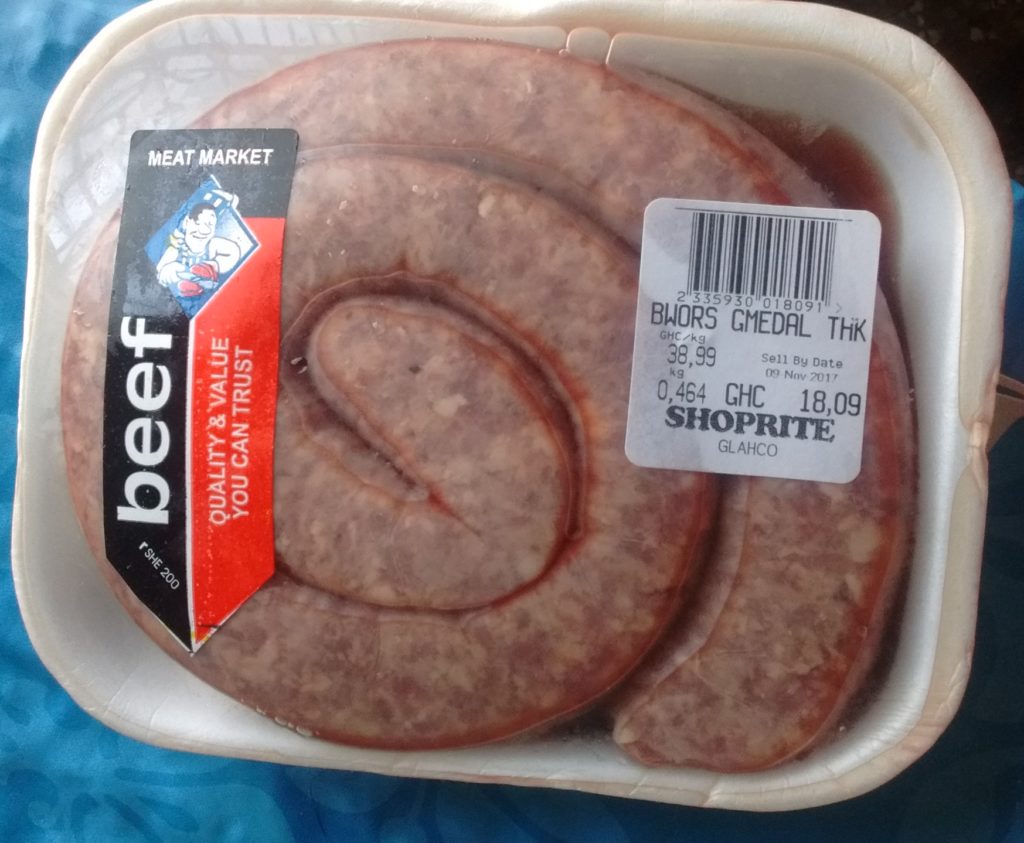 MEAT MARKET
beef
QUALITY & VALUE
YOU CAN TRUST
rSHE 200
2 335930 018091 >
BWORS GMEDAL THK
GHC/kg
38,99
Sell By Date
kg
09 Nov 2017
0,464 GHC 18,09
SHOPRITE
GLAHCO